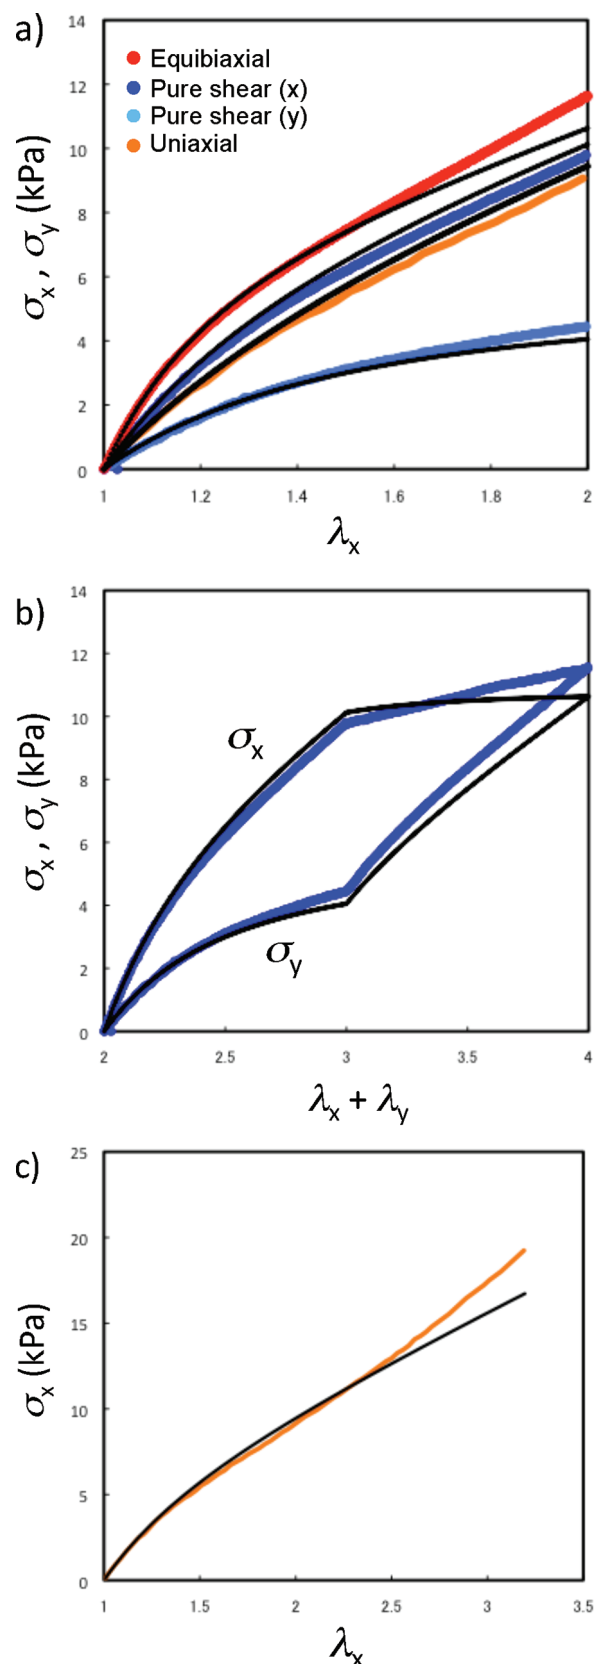 a)
14
12
10
8
6
4
2
0
σx , σy (kPa)
Equibiaxial
Pure shear (x)
Pure shear (y)
Uniaxial
1 1.2 1.4 1.6 1.8 2
λx
b)
14
12
10
8
6
4
2
0
σx , σy (kPa)
σx
σy
2 2.5 3 3.5 4
λx + λy
c)
25
20
15
10
5
0
σx (kPa)
1 1.5 2 2.5 3 3.5
λx